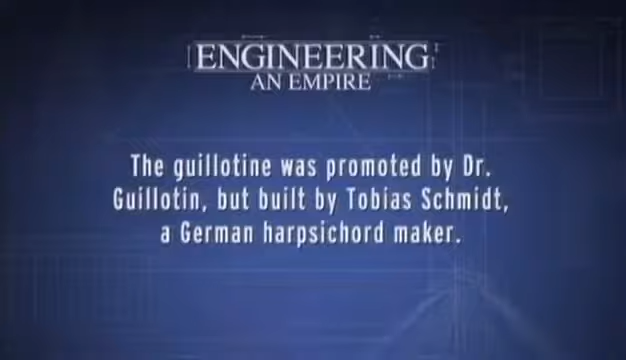 ENGINEERING
AN EMPIRE
The guillotine was promoted by Dr.
Guillotin, but built by Tobias Schmidt,
a German harpsichord maker.